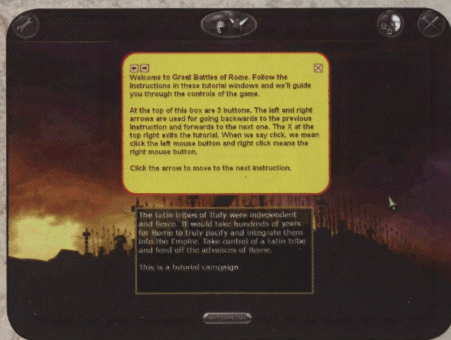 Welcome to Great Battles of Rome. Follow the
instructions in these tutorial windows and we'll guide
you through the controls of the game.
At the top of this box are 3 buttons. The left and right
arrows are used for going backwards to the previous
instruction and forwards to the next one. The X at the
top right exits the tutorial. When we say click, we mean
click the left mouse button and right click means the
right mouse button.
Click the arrow to move to the next instruction.
The Latin tribes of Italy were independent
and fierce. It would take hundreds of years
for Rome to truly pacify and integrate them
into the Empire. Take control of a Latin tribe
and fend off the advances of Rome.
This is a tutorial campaign.